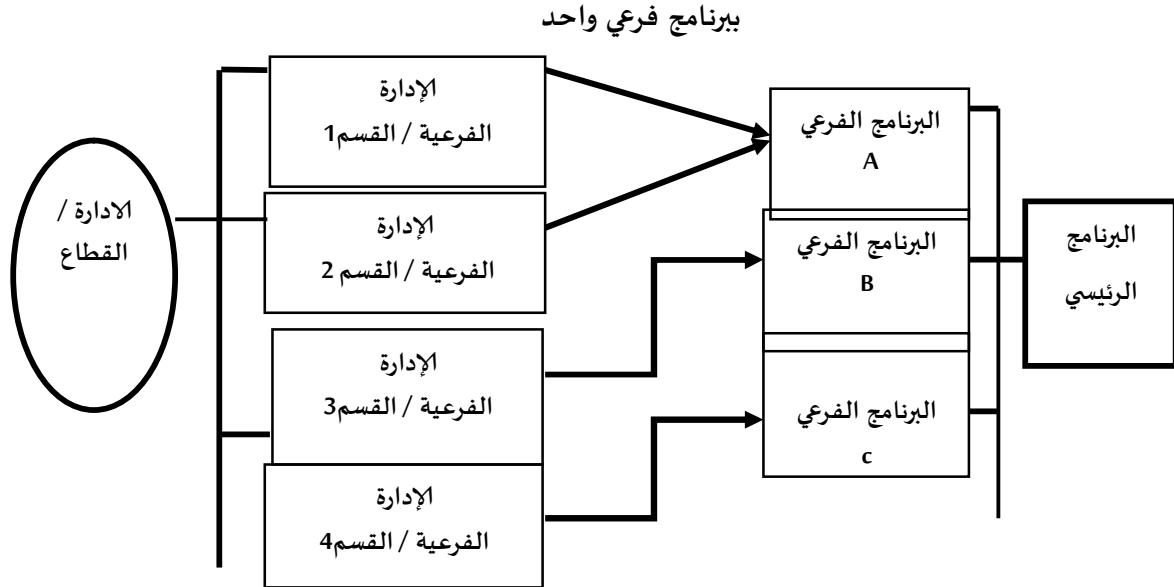 ببرنامج فرعي واحد
البرنامج
الرئيسي
البرنامج الفرعي
A
البرنامج الفرعي
B
البرنامج الفرعي
c
الإدارة
الفرعية / القسم1
الإدارة
الفرعية / القسم 2
الإدارة
الفرعية / القسم3
الإدارة
الفرعية / القسم4
الادارة /
القطاع